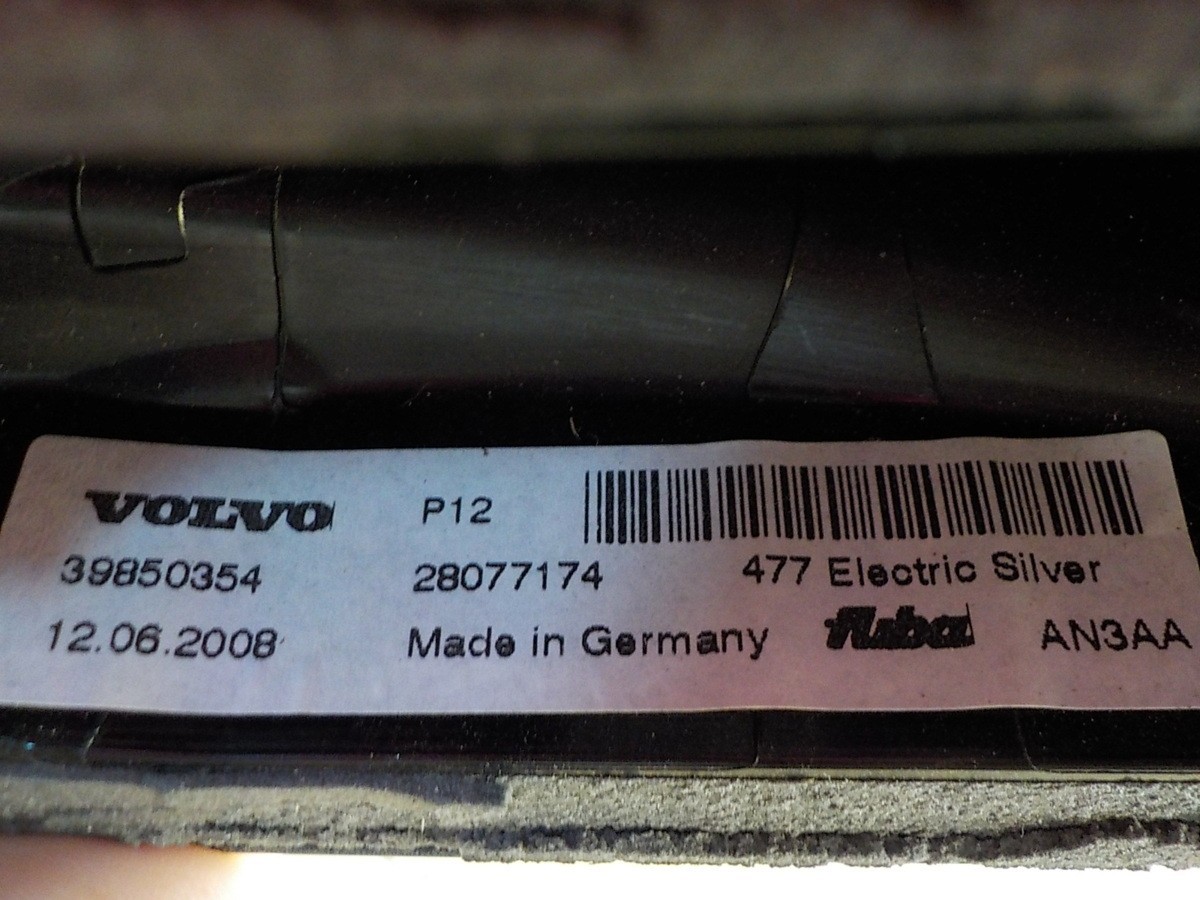 VOLVO P12
39850354 28077174 477 Electric Silver
12.06.2008 Made in Germany fuba AN3AA